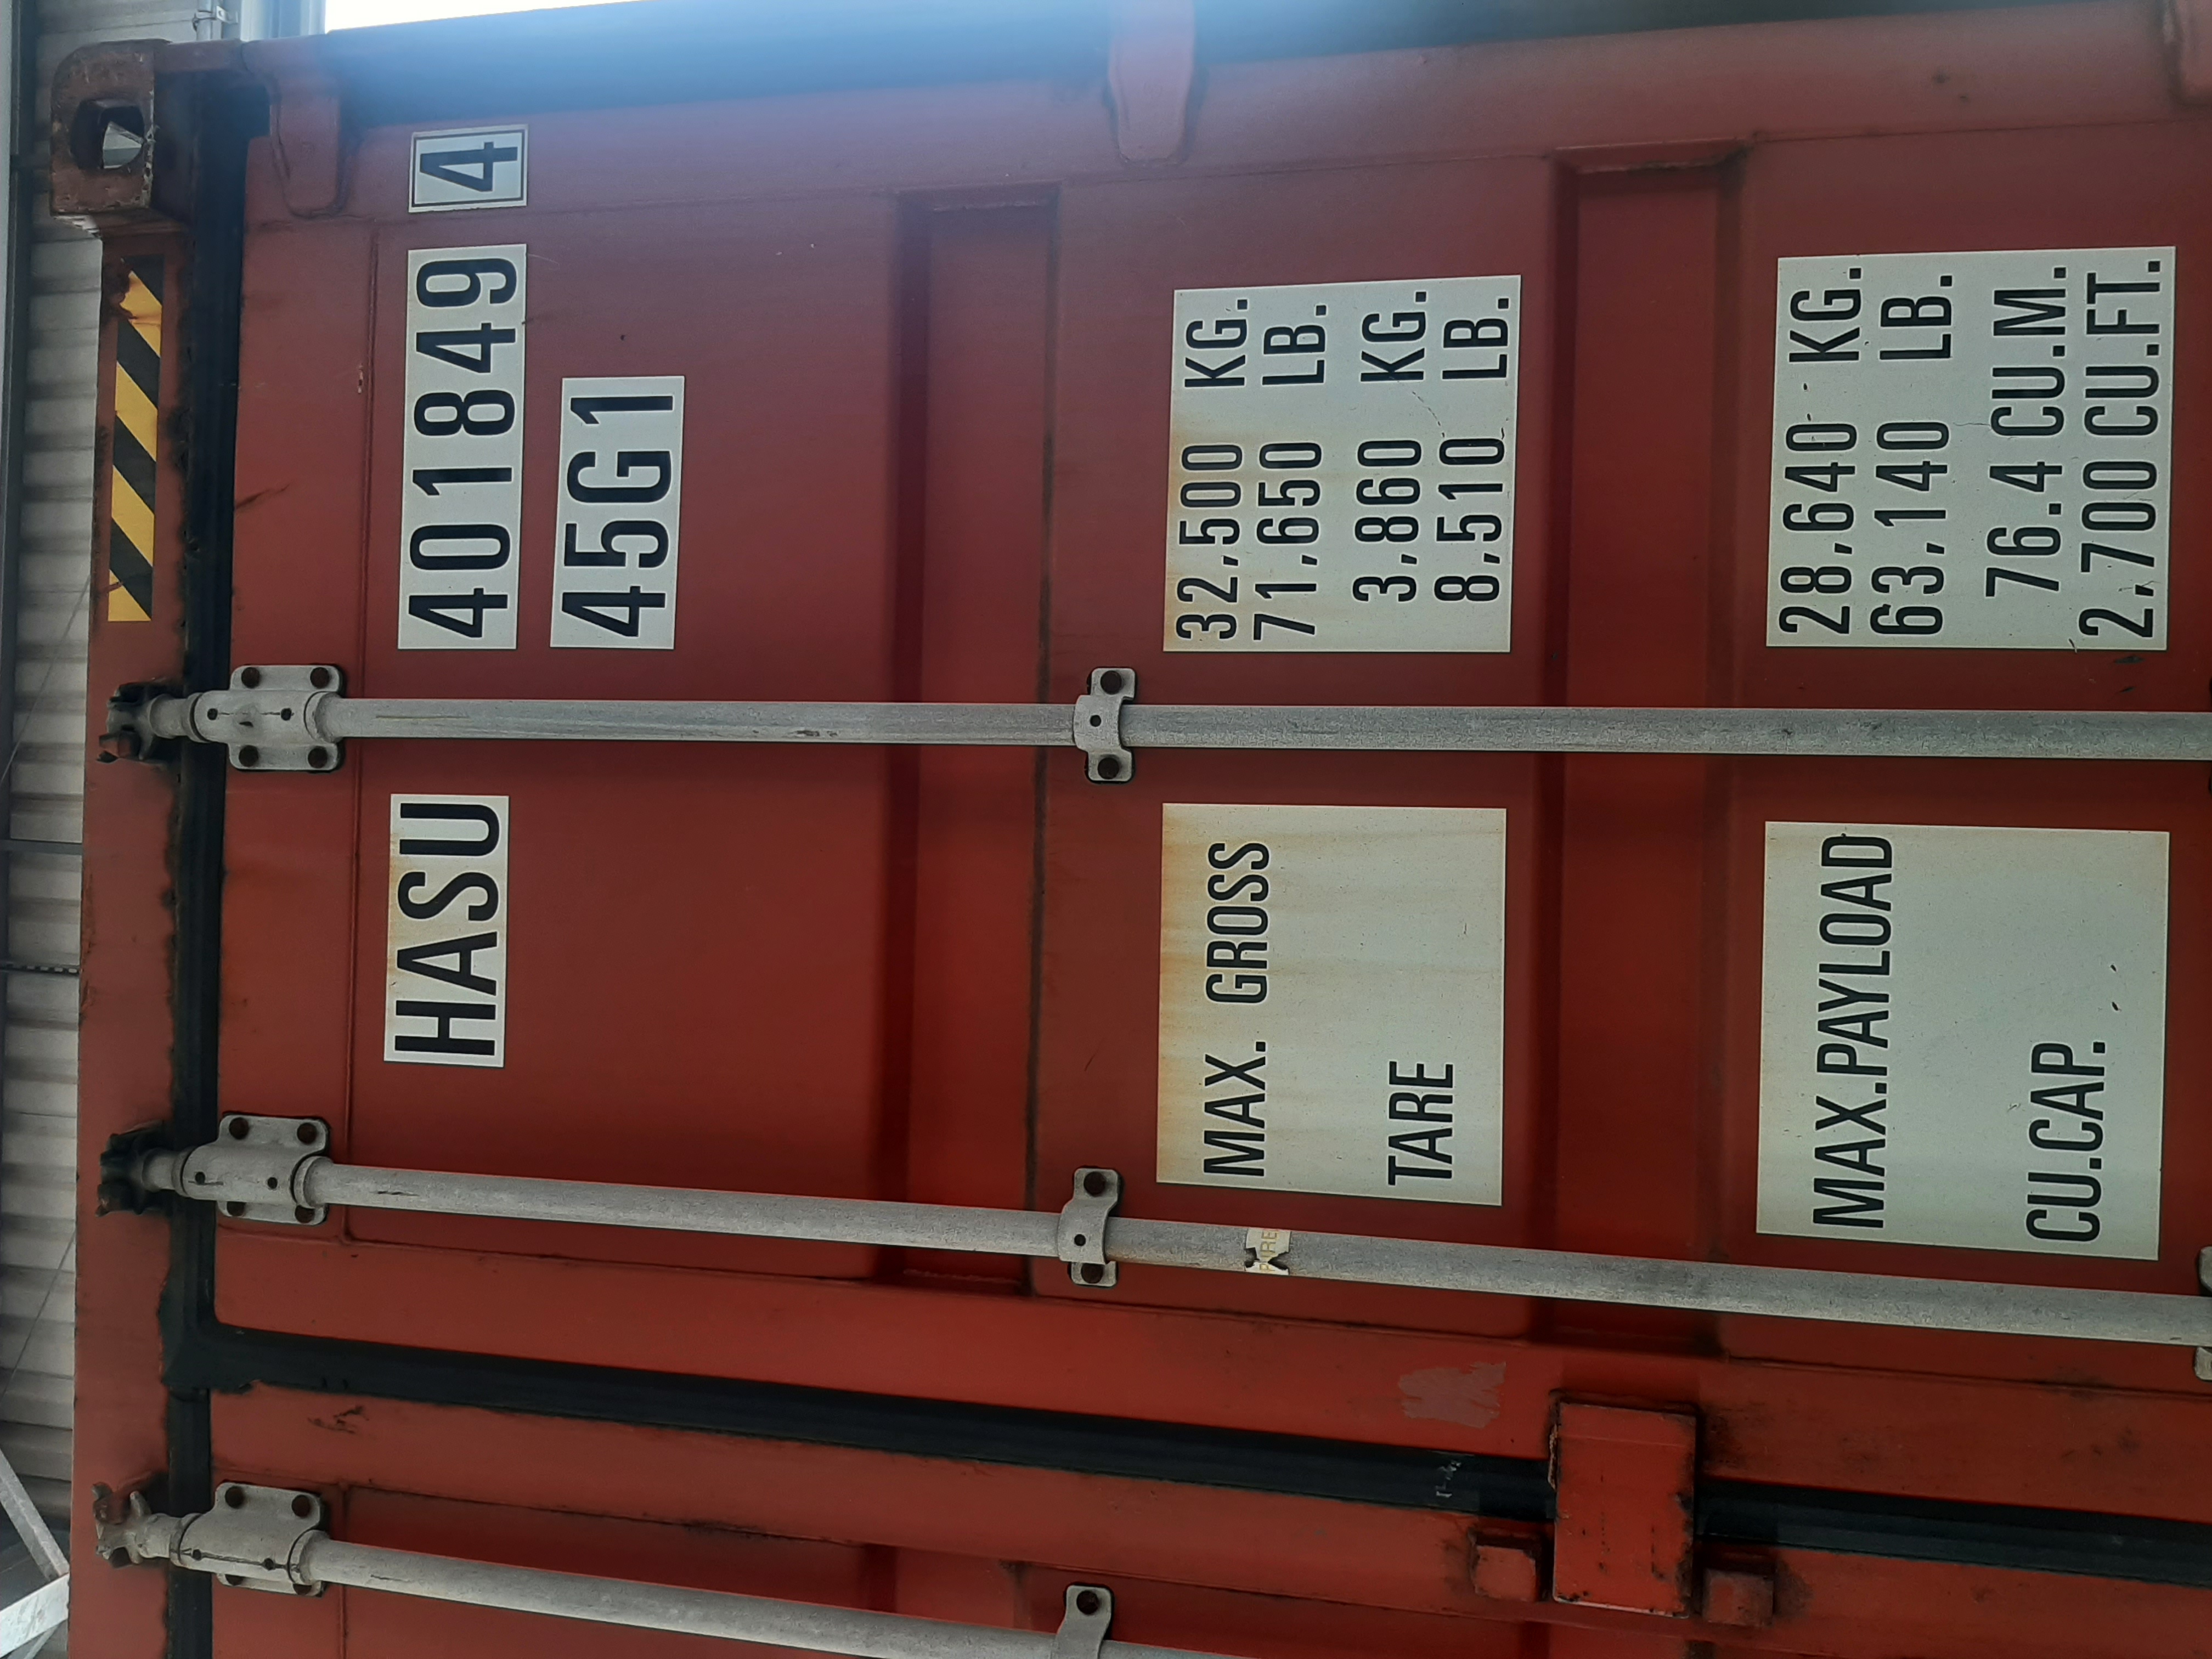 HASU 401849 4
45G1
MAX. GROSS 32,500 KG.
71,650 LB.
TARE 3,860 KG.
8,510 LB.
MAX.PAYLOAD 28,640 KG.
63,140 LB.
CU.CAP. 76.4 CU.M.
2,700 CU.FT.